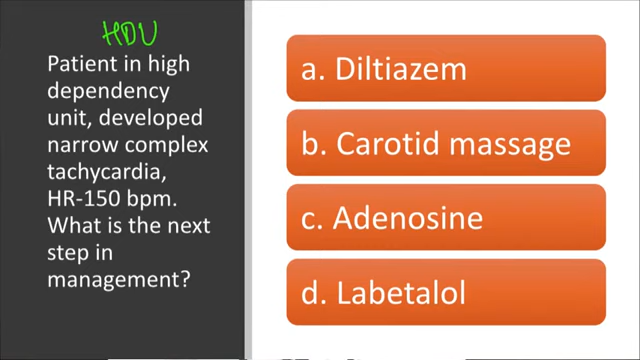 HDU
Patient in high
dependency
unit, developed
narrow complex
tachycardia,
HR-150 bpm.
What is the next
step in
management?
a. Diltiazem
b. Carotid massage
c. Adenosine
d. Labetalol